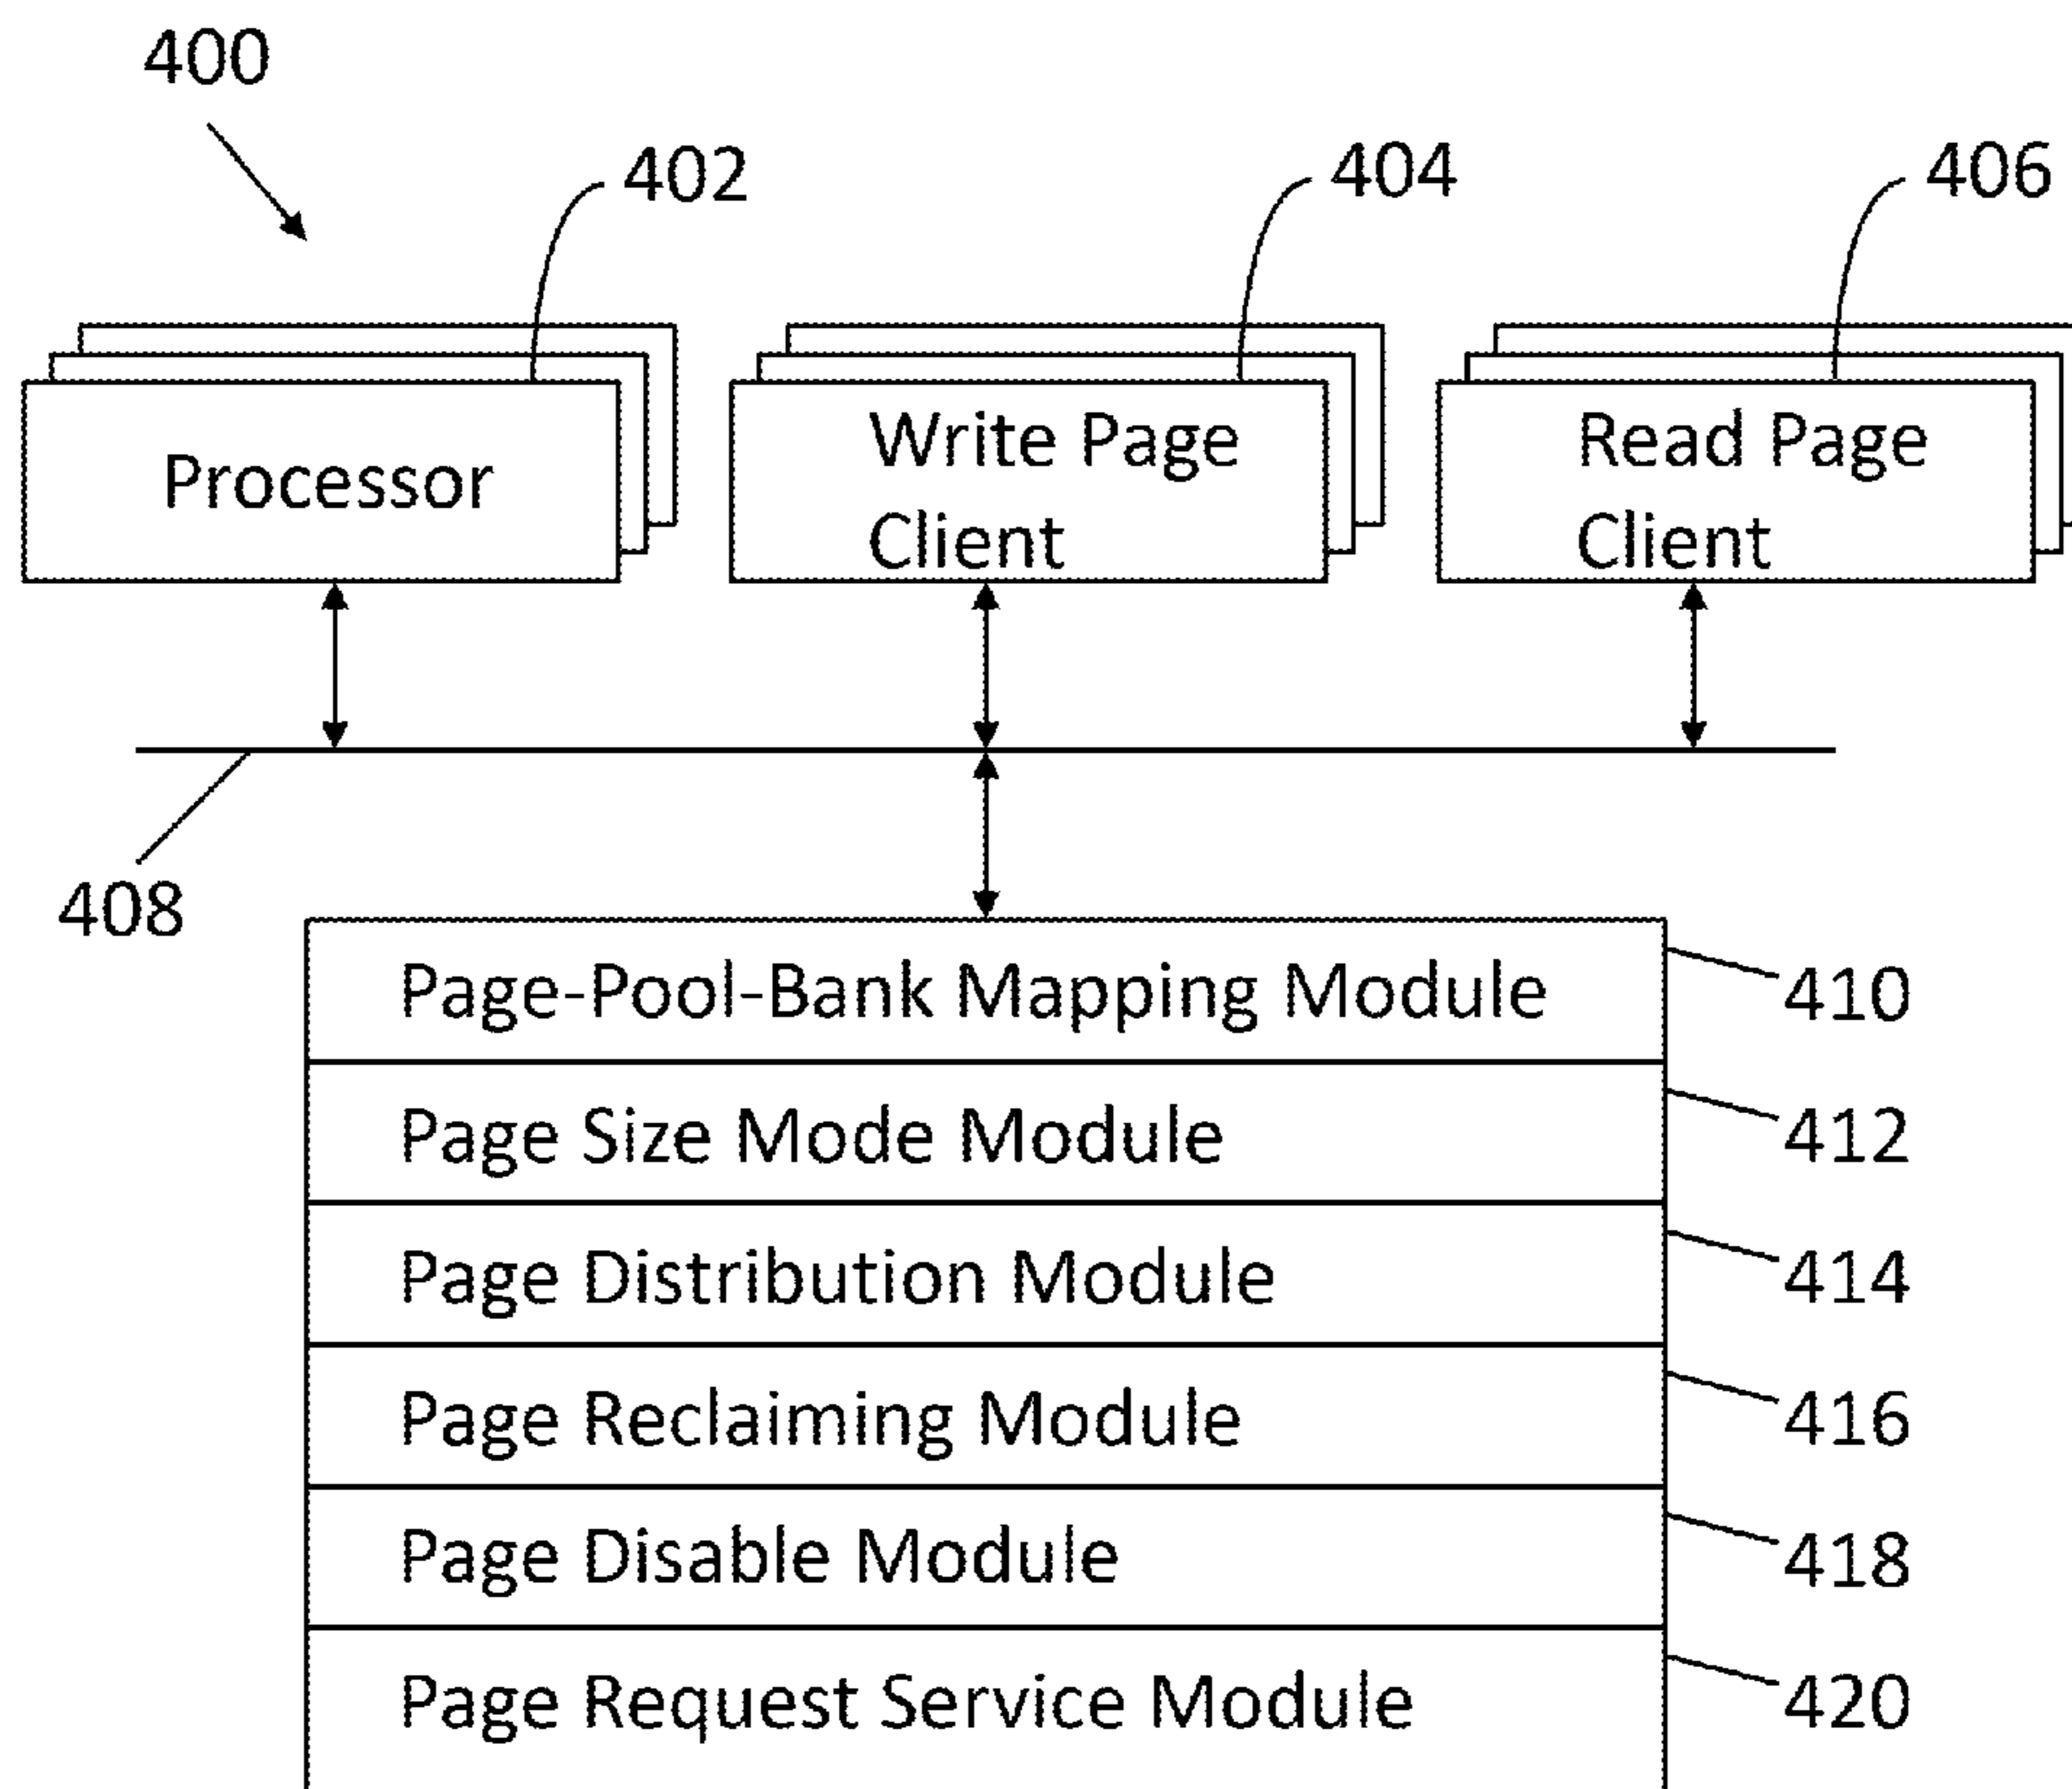 400
402
404
406
Processor
Write Page
Client
Read Page
Client
408
Page-Pool-Bank Mapping Module
410
Page Size Mode Module
412
Page Distribution Module
414
Page Reclaiming Module
416
Page Disable Module
418
Page Request Service Module
420